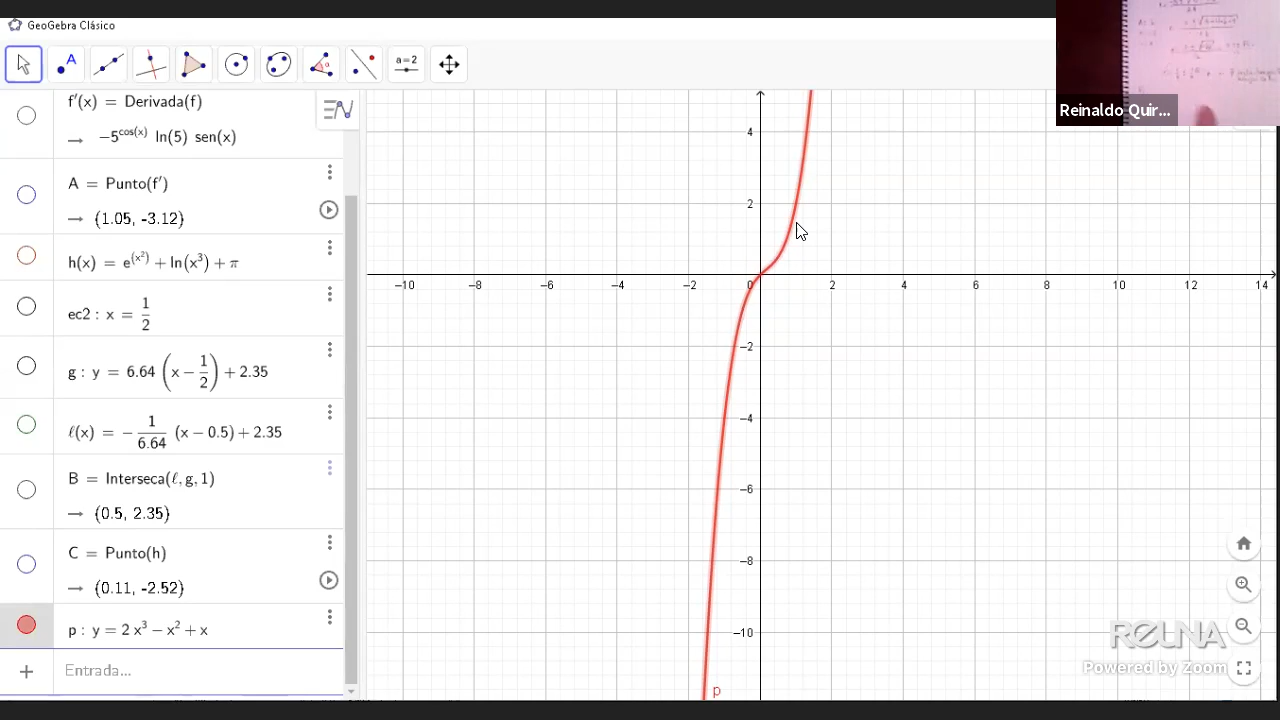 GeoGebra Clásico
A
a=2
f′(x) = Derivada(f)
→ −5^cos(x) ln(5) sen(x)
A = Punto(f′)
→ (1.05, -3.12)
h(x) = e^(x²) + ln(x³) + π
ec2 : x = 1/2
g : y = 6.64 (x − 1/2) + 2.35
ℓ(x) = − 1/6.64 (x − 0.5) + 2.35
B = Interseca(ℓ, g, 1)
→ (0.5, 2.35)
C = Punto(h)
→ (0.11, -2.52)
p : y = 2 x³ − x² + x
+ Entrada...
4
2
−10 −8 −6 −4 −2 0 2 4 6 8 10 12 14
−2
−4
−6
−8
−10
p
Reinaldo Quir...
REUNA
Powered by Zoom